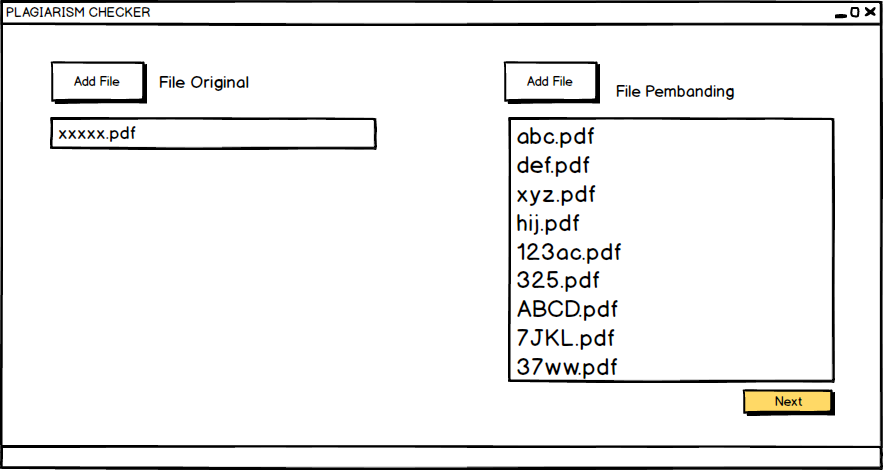 PLAGIARISM CHECKER
Add File
File Original
xxxxx.pdf
Add File
File Pembanding
abc.pdf
def.pdf
xyz.pdf
hij.pdf
123ac.pdf
325.pdf
ABCD.pdf
7JKL.pdf
37ww.pdf
Next